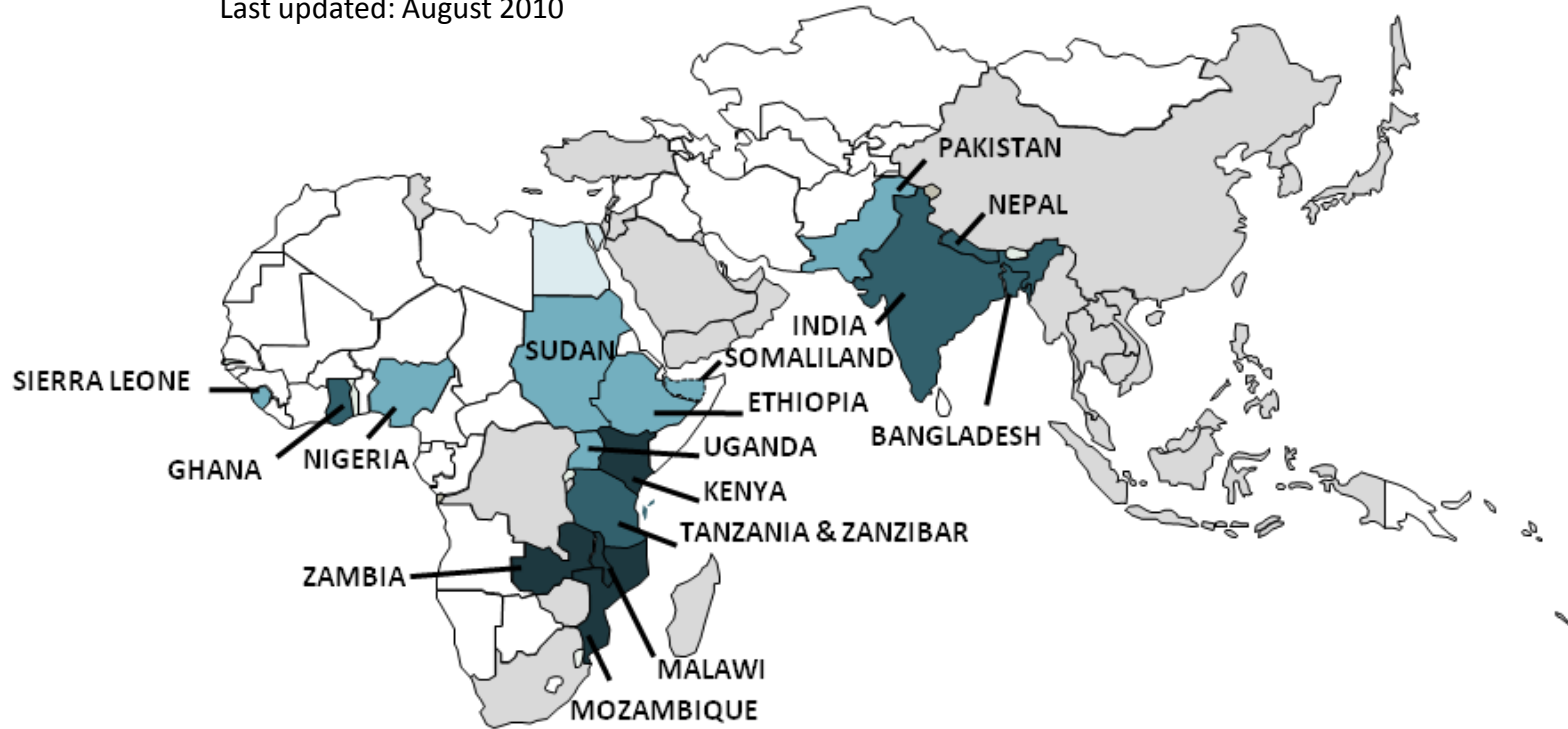 Last updated: August 2010
PAKISTAN
NEPAL
INDIA
SUDAN
SOMALILAND
SIERRA LEONE
ETHIOPIA
BANGLADESH
UGANDA
NIGERIA
GHANA
KENYA
TANZANIA & ZANZIBAR
ZAMBIA
MALAWI
MOZAMBIQUE